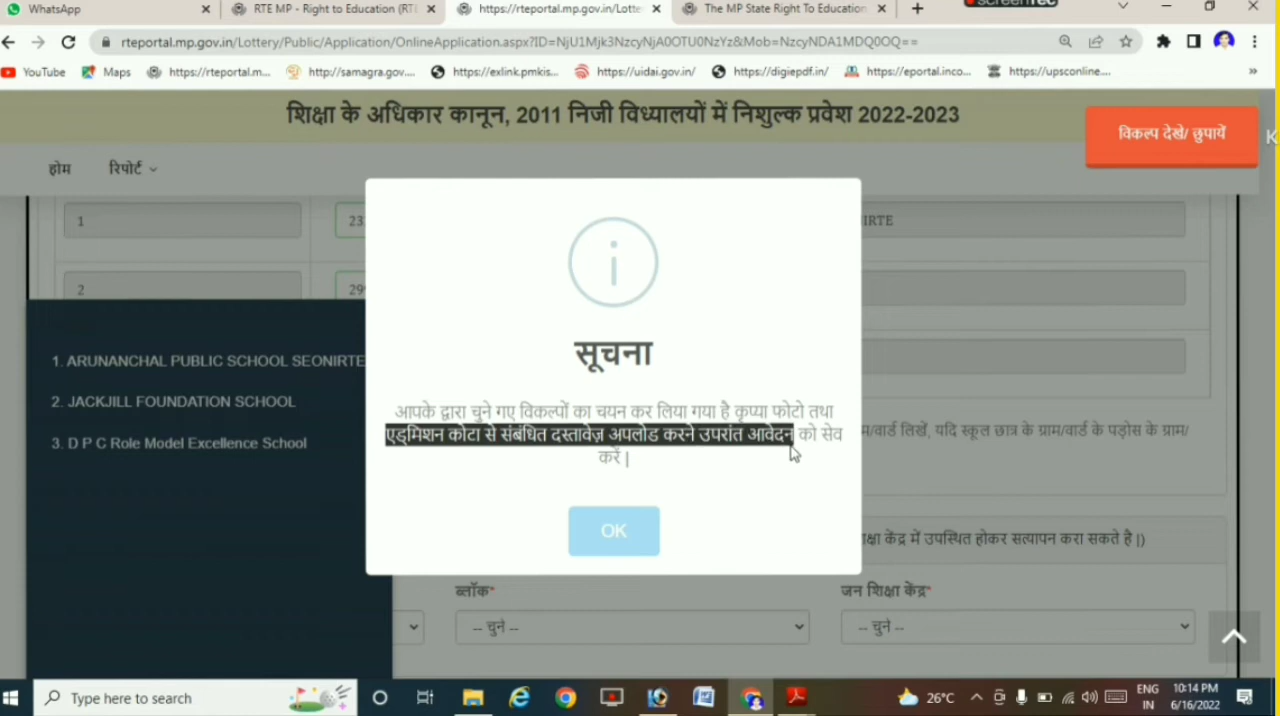 WhatsApp
RTE MP - Right to Education (RTE
https://rteportal.mp.gov.in/Lotte
The MP State Right To Education
rteportal.mp.gov.in/Lottery/Public/Application/OnlineApplication.aspx?ID=NjU1Mjk3NzcyNjA0OTU0NzYz&Mob=NzcyNDA1MDQ0OQ==
YouTube
Maps
https://rteportal.m...
http://samagra.gov....
https://exlink.pmkis...
https://uidai.gov.in/
https://digiepdf.in/
https://eportal.inco...
https://upsconline....
शिक्षा के अधिकार कानून, 2011 निजी विध्यालयों में निशुल्क प्रवेश 2022-2023
विकल्प देखे/ छुपायें
K
होम
रिपोर्ट
1
23
IRTE
2
29
सूचना
1. ARUNANCHAL PUBLIC SCHOOL SEONIRTE
2. JACKJILL FOUNDATION SCHOOL
3. D P C Role Model Excellence School
आपके द्वारा चुने गए विकल्पों का चयन कर लिया गया है कृप्या फोटो तथा
एड्मिशन कोटा से संबंधित दस्तावेज़ अपलोड करने उपरांत आवेदन को सेव
करें |
म/वार्ड लिखें, यदि स्कूल छात्र के ग्राम/वार्ड के पड़ोस के ग्राम/
OK
केंद्र में उपस्थित होकर सत्यापन करा सकते है |)
ब्लॉक*
जन शिक्षा केंद्र*
-- चुने --
-- चुने --
Type here to search
26°C
ENG
IN
10:14 PM
6/16/2022